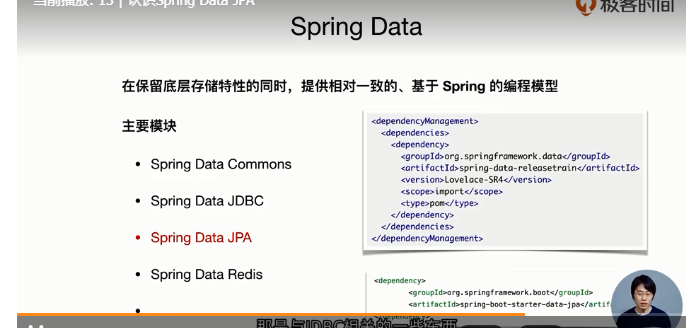 当前播放: 13 | 认识Spring Data JPA
极客时间
Spring Data
在保留底层存储特性的同时，提供相对一致的、基于 Spring 的编程模型
主要模块
• Spring Data Commons
• Spring Data JDBC
• Spring Data JPA
• Spring Data Redis
•
<dependencyManagement>
<dependencies>
<dependency>
<groupId>org.springframework.data</groupId>
<artifactId>spring-data-releasetrain</artifactId>
<version>Lovelace-SR4</version>
<scope>import</scope>
<type>pom</type>
</dependency>
</dependencies>
</dependencyManagement>
<dependency>
<groupId>org.springframework.boot</groupId>
<artifactId>spring-boot-starter-data-jpa</artif
那是与JDBC相关的一些东西